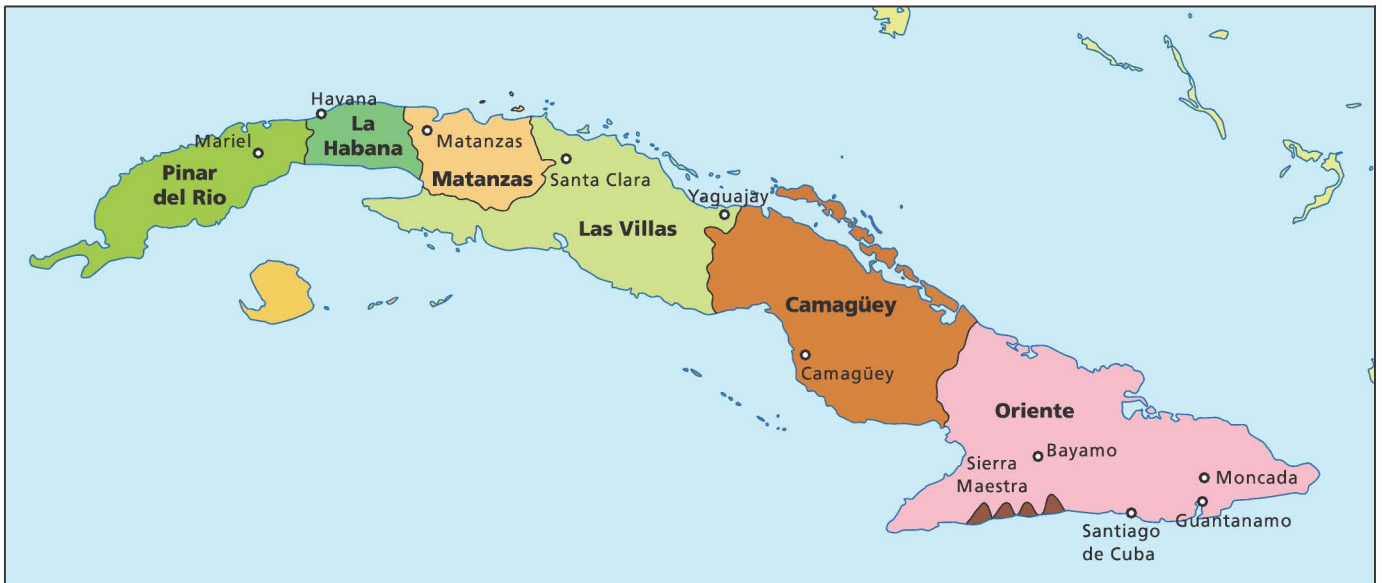 Havana
La
Habana
Mariel
Matanzas
Pinar
del Rio
Matanzas
Santa Clara
Yaguajay
Las Villas
Camagüey
Camagüey
Oriente
Bayamo
Sierra
Maestra
Moncada
Guantanamo
Santiago
de Cuba